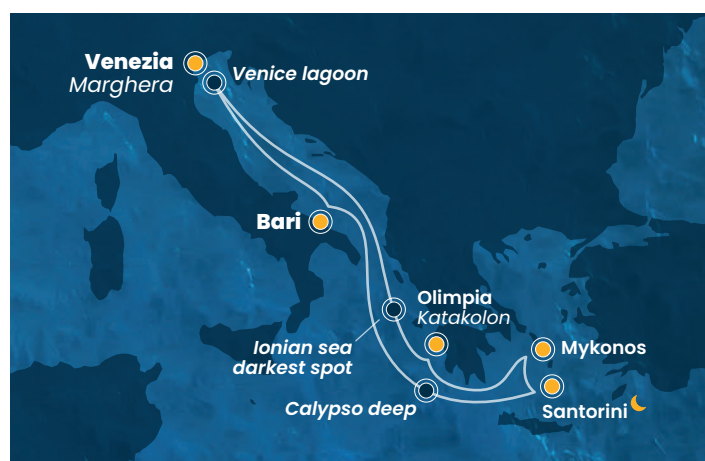 Venezia
Marghera
Venice lagoon
Bari
Olimpia
Katakolon
Ionian sea
darkest spot
Mykonos
Calypso deep
Santorini